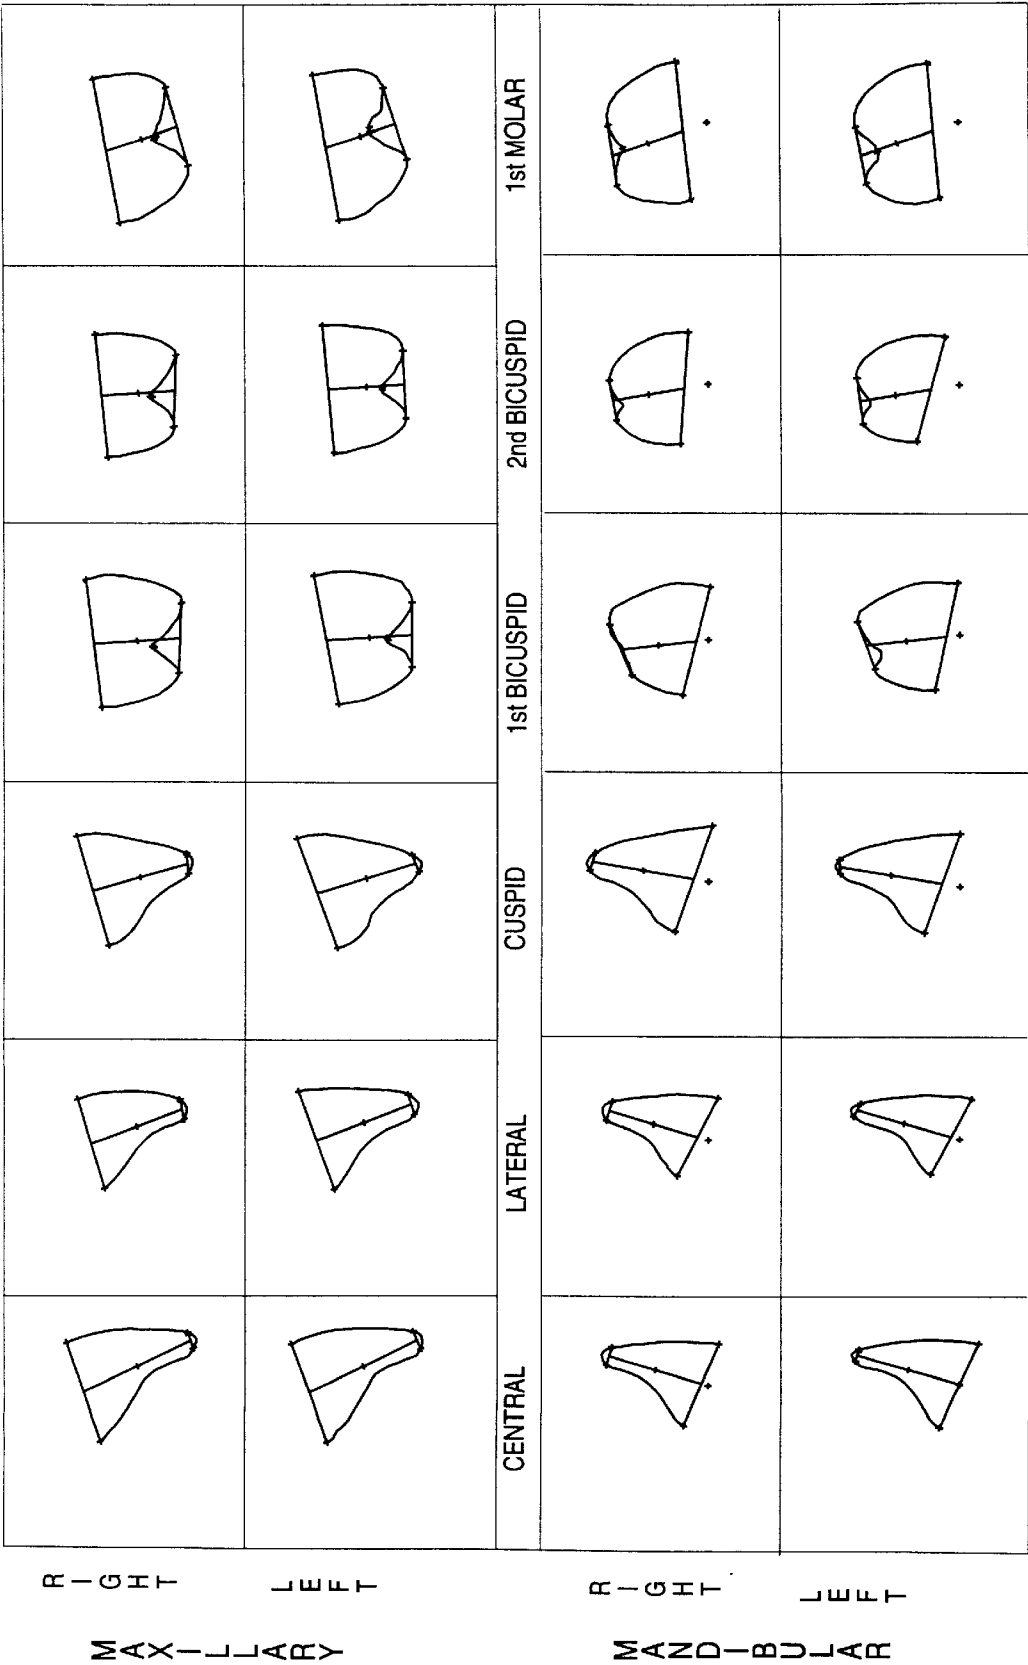 CENTRAL
LATERAL
CUSPID
1st BICUSPID
2nd BICUSPID
1st MOLAR
MAXILLARY
RIGHT
LEFT
MANDIBULAR
RIGHT
LEFT